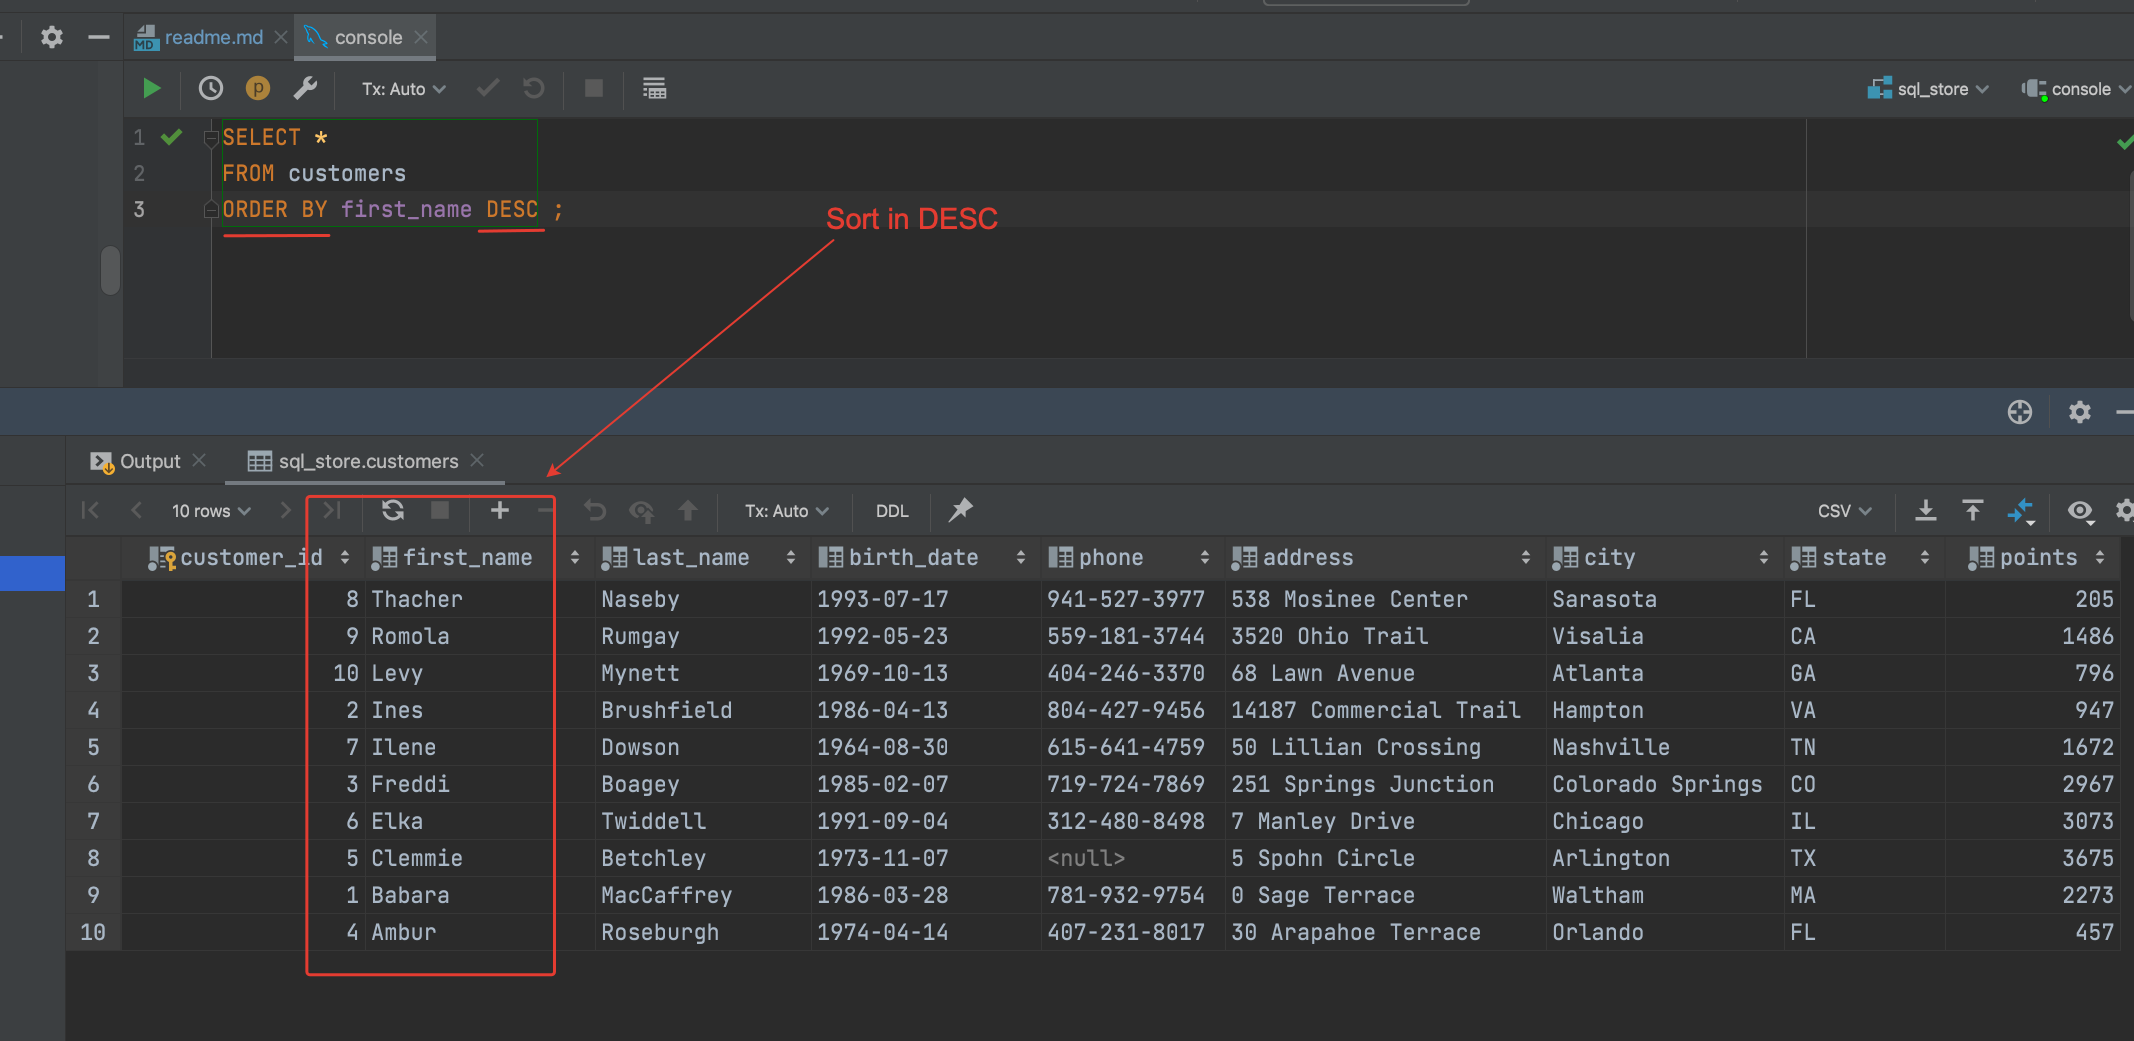 readme.md console
Tx: Auto sql_store console
1 SELECT *
2 FROM customers
3 ORDER BY first_name DESC ;
Sort in DESC
Output sql_store.customers
10 rows Tx: Auto DDL CSV
customer_id first_name last_name birth_date phone address city state points
1 8 Thacher Naseby 1993-07-17 941-527-3977 538 Mosinee Center Sarasota FL 205
2 9 Romola Rumgay 1992-05-23 559-181-3744 3520 Ohio Trail Visalia CA 1486
3 10 Levy Mynett 1969-10-13 404-246-3370 68 Lawn Avenue Atlanta GA 796
4 2 Ines Brushfield 1986-04-13 804-427-9456 14187 Commercial Trail Hampton VA 947
5 7 Ilene Dowson 1964-08-30 615-641-4759 50 Lillian Crossing Nashville TN 1672
6 3 Freddi Boagey 1985-02-07 719-724-7869 251 Springs Junction Colorado Springs CO 2967
7 6 Elka Twiddell 1991-09-04 312-480-8498 7 Manley Drive Chicago IL 3073
8 5 Clemmie Betchley 1973-11-07 <null> 5 Spohn Circle Arlington TX 3675
9 1 Babara MacCaffrey 1986-03-28 781-932-9754 0 Sage Terrace Waltham MA 2273
10 4 Ambur Roseburgh 1974-04-14 407-231-8017 30 Arapahoe Terrace Orlando FL 457